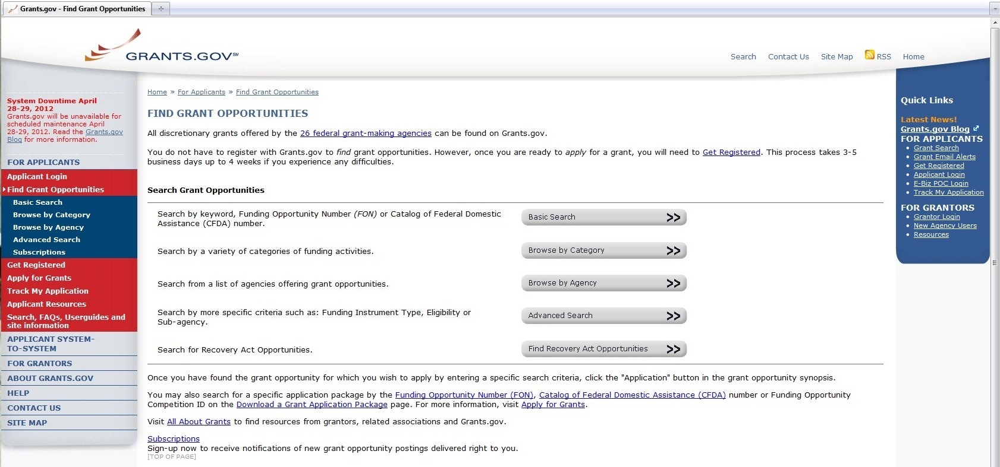 Grants.gov - Find Grant Opportunities
GRANTS.GOV℠
Search Contact Us Site Map RSS Home
System Downtime April
28-29, 2012
Grants.gov will be unavailable for
scheduled maintenance April
28-29, 2012. Read the Grants.gov
Blog for more information.
FOR APPLICANTS
Applicant Login
Find Grant Opportunities
Basic Search
Browse by Category
Browse by Agency
Advanced Search
Subscriptions
Get Registered
Apply for Grants
Track My Application
Applicant Resources
Search, FAQs, Userguides and
site information
APPLICANT SYSTEM-
TO-SYSTEM
FOR GRANTORS
ABOUT GRANTS.GOV
HELP
CONTACT US
SITE MAP
Home » For Applicants » Find Grant Opportunities
FIND GRANT OPPORTUNITIES
All discretionary grants offered by the 26 federal grant-making agencies can be found on Grants.gov.
You do not have to register with Grants.gov to find grant opportunities. However, once you are ready to apply for a grant, you will need to Get Registered. This process takes 3-5
business days up to 4 weeks if you experience any difficulties.
Search Grant Opportunities
Search by keyword, Funding Opportunity Number (FON) or Catalog of Federal Domestic
Assistance (CFDA) number.
Basic Search >>
Search by a variety of categories of funding activities.
Browse by Category >>
Search from a list of agencies offering grant opportunities.
Browse by Agency >>
Search by more specific criteria such as: Funding Instrument Type, Eligibility or
Sub-agency.
Advanced Search >>
Search for Recovery Act Opportunities.
Find Recovery Act Opportunities >>
Once you have found the grant opportunity for which you wish to apply by entering a specific search criteria, click the "Application" button in the grant opportunity synopsis.
You may also search for a specific application package by the Funding Opportunity Number (FON), Catalog of Federal Domestic Assistance (CFDA) number or Funding Opportunity
Competition ID on the Download a Grant Application Package page. For more information, visit Apply for Grants.
Visit All About Grants to find resources from grantors, related associations and Grants.gov.
Subscriptions
Sign-up now to receive notifications of new grant opportunity postings delivered right to you.
[TOP OF PAGE]
Quick Links
Latest News!
Grants.gov Blog
FOR APPLICANTS
• Grant Search
• Grant Email Alerts
• Get Registered
• Applicant Login
• E-Biz POC Login
• Track My Application
FOR GRANTORS
• Grantor Login
• New Agency Users
• Resources